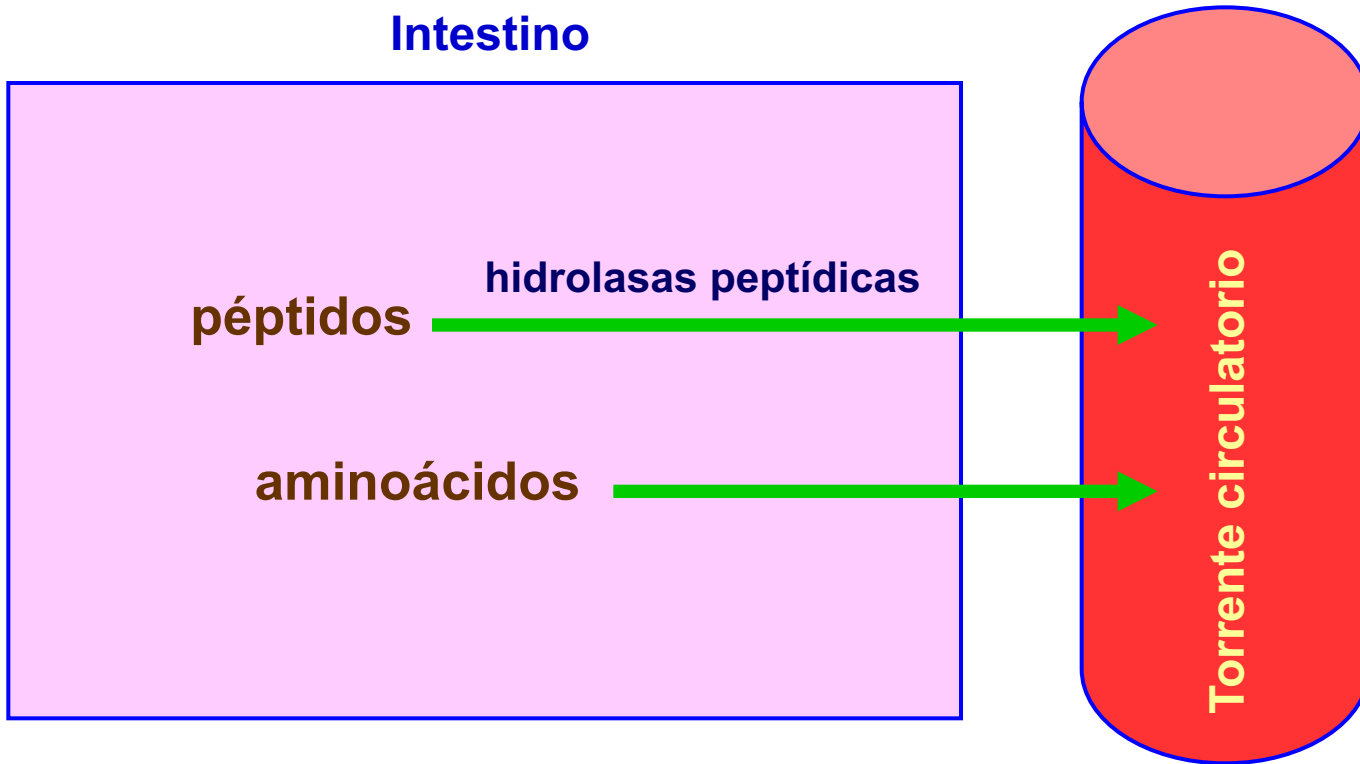 Intestino
hidrolasas peptídicas
péptidos
aminoácidos
Torrente circulatorio